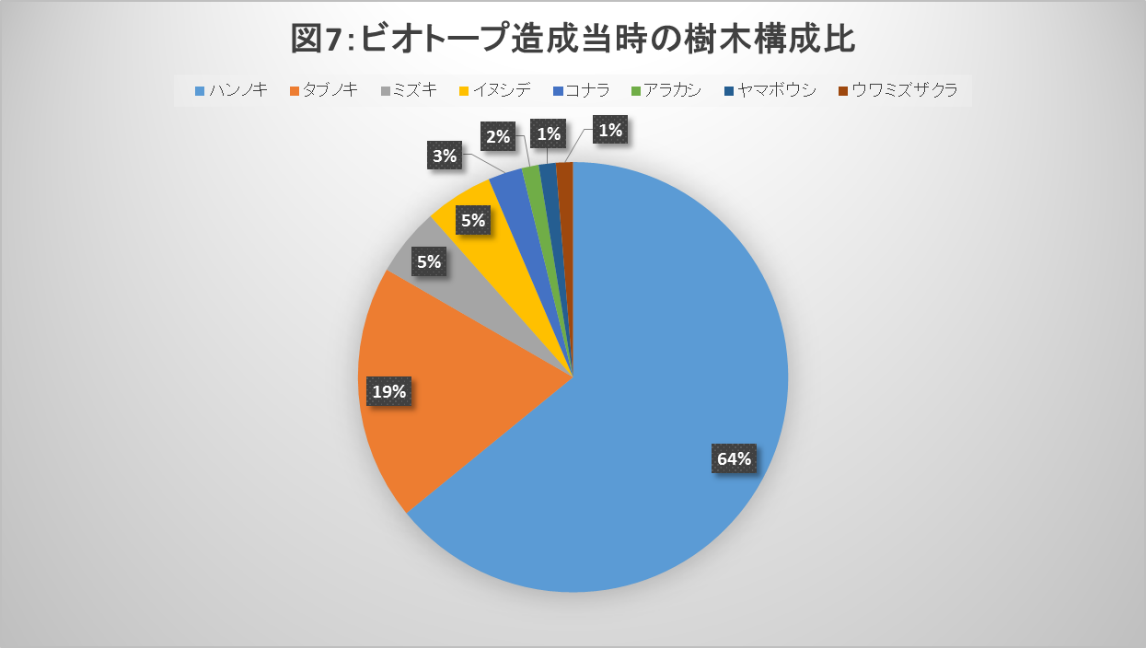 図7:ビオトープ造成当時の樹木構成比
ハンノキ タブノキ ミズキ イヌシデ コナラ アラカシ ヤマボウシ ウワミズザクラ
3% 2% 1% 1%
5%
5%
19%
64%